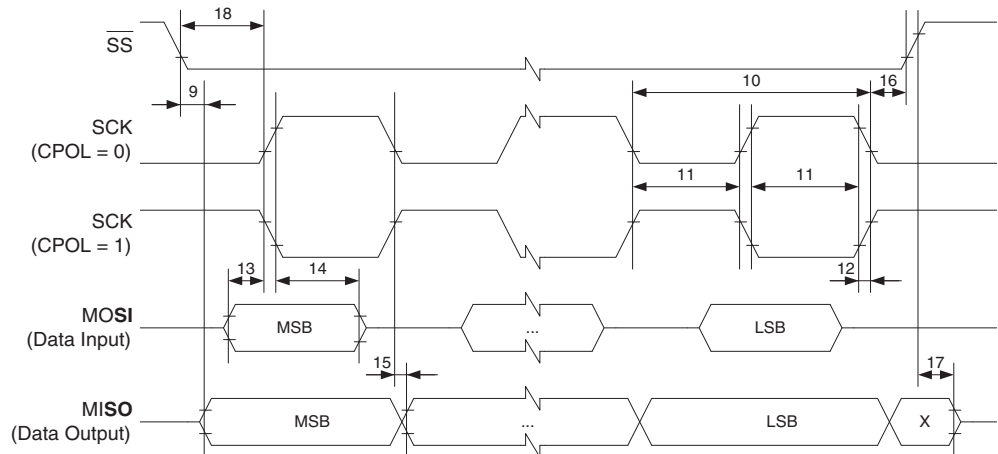 18
SS
10
16
9
SCK
(CPOL = 0)
11
11
SCK
(CPOL = 1)
13
14
12
MOSI
(Data Input)
MSB
...
LSB
15
17
MISO
(Data Output)
MSB
...
LSB
X